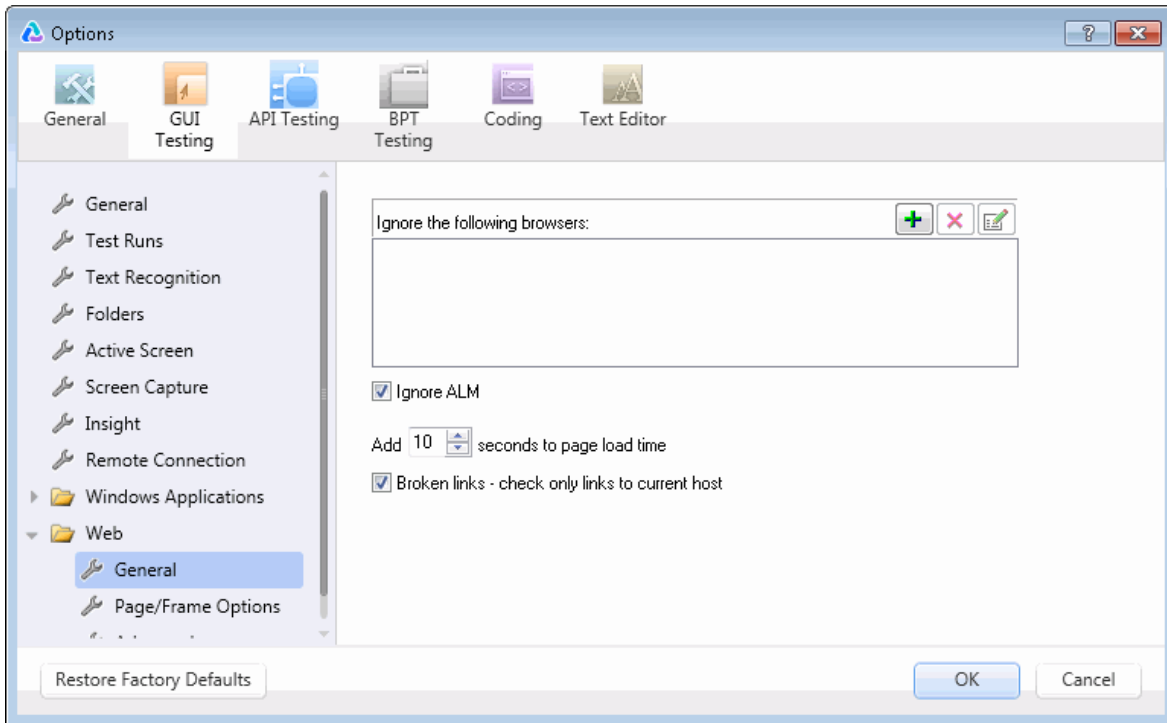 Options
General
GUI
Testing
API Testing
BPT
Testing
Coding
Text Editor
General
Test Runs
Text Recognition
Folders
Active Screen
Screen Capture
Insight
Remote Connection
Windows Applications
Web
General
Page/Frame Options
Ignore the following browsers:
Ignore ALM
Add 10 seconds to page load time
Broken links - check only links to current host
Restore Factory Defaults
OK
Cancel